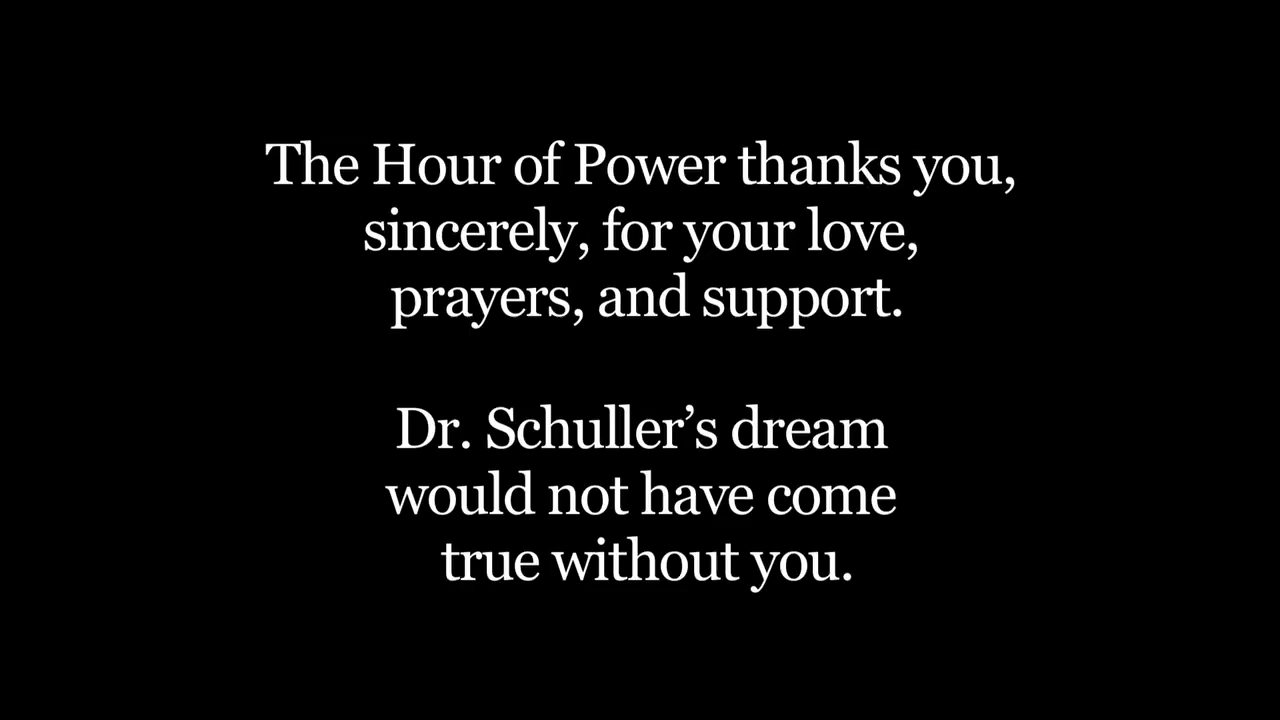 The Hour of Power thanks you,
sincerely, for your love,
prayers, and support.
Dr. Schuller’s dream
would not have come
true without you.